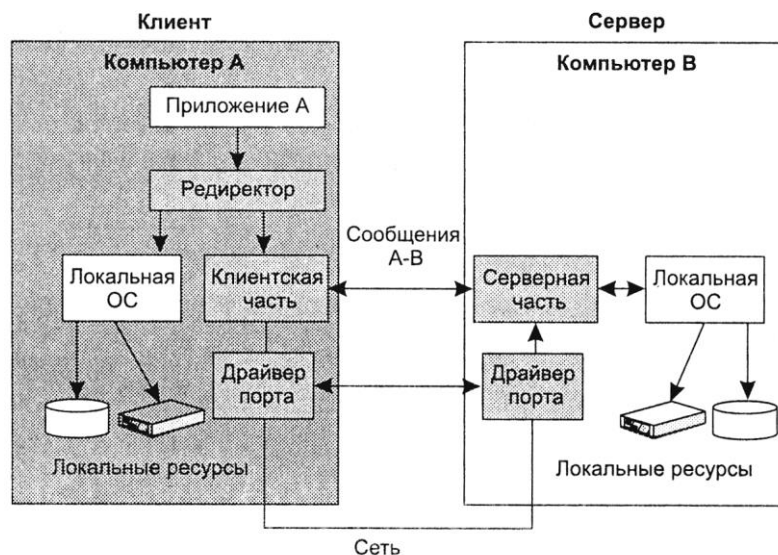 Клиент
Сервер
Компьютер А
Компьютер В
Приложение А
Редиректор
Сообщения
А-В
Локальная
ОС
Клиентская
часть
Серверная
часть
Локальная
ОС
Драйвер
порта
Драйвер
порта
Локальные ресурсы
Локальные ресурсы
Сеть